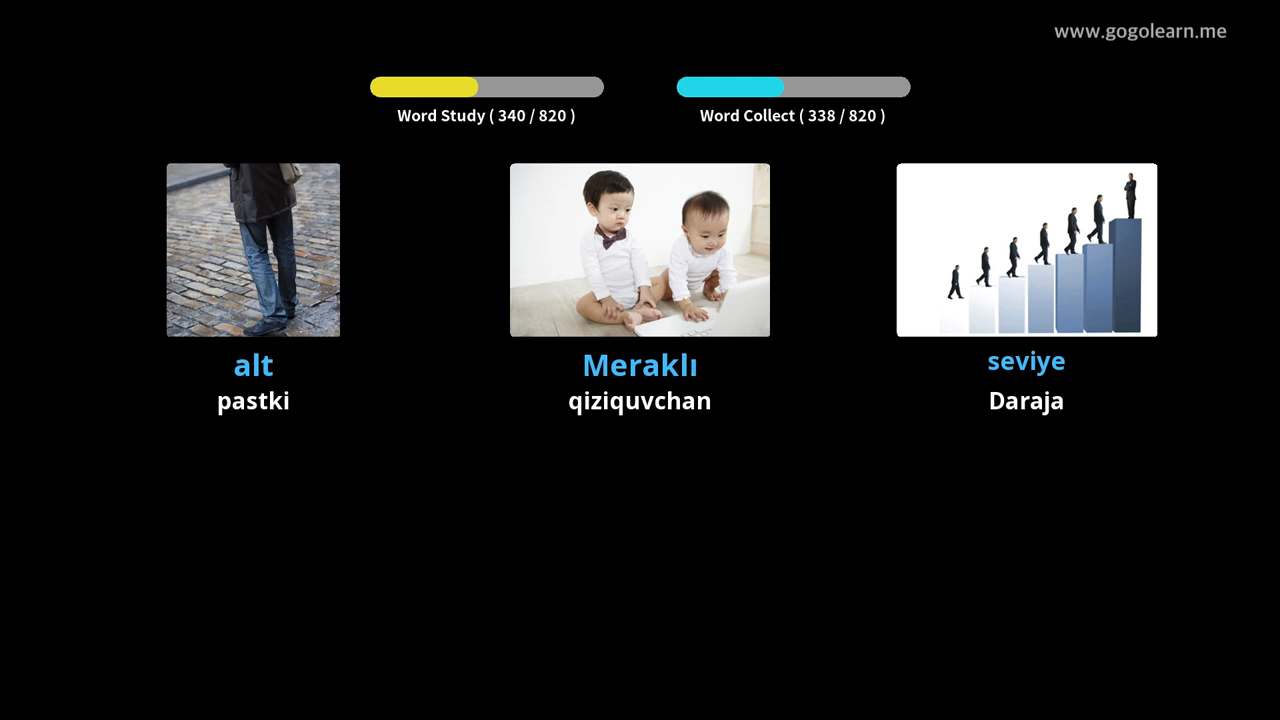 www.gogolearn.me
Word Study ( 340 / 820 )
Word Collect ( 338 / 820 )
alt
pastki
Meraklı
qiziquvchan
seviye
Daraja